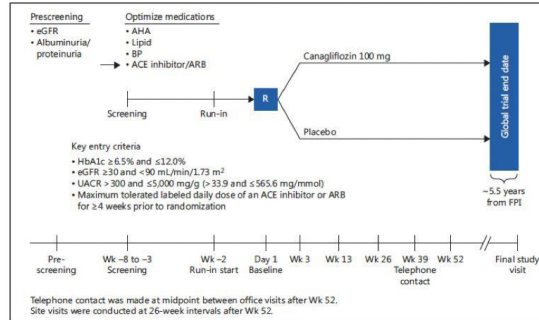 Prescreening
• eGFR
• Albuminuria/
proteinuria
Optimize medications
• AHA
• Lipid
• BP
• ACE inhibitor/ARB
Screening
Run-in
R
Canagliflozin 100 mg
Placebo
Global trial end date
~5.5 years
from FPI
Key entry criteria
• HbA1c ≥6.5% and ≤12.0%
• eGFR ≥30 and <90 mL/min/1.73 m²
• UACR >300 and ≤5,000 mg/g (>33.9 and ≤565.6 mg/mmol)
• Maximum tolerated labeled daily dose of an ACE inhibitor or ARB
for ≥4 weeks prior to randomization
Pre-
screening
Wk –8 to –3
Screening
Wk –2
Run-in start
Day 1
Baseline
Wk 3
Wk 13
Wk 26
Wk 39
Telephone
contact
Wk 52
Final study
visit
Telephone contact was made at midpoint between office visits after Wk 52.
Site visits were conducted at 26-week intervals after Wk 52.